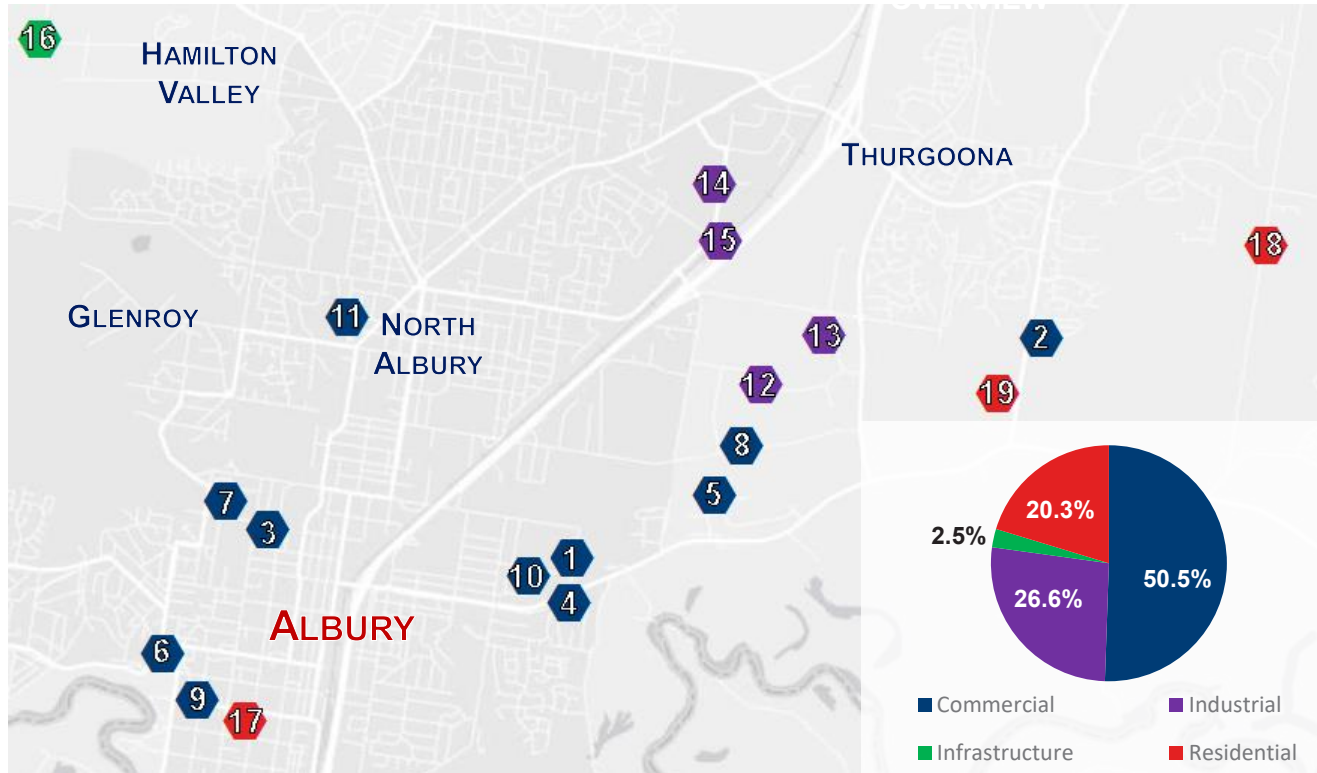 OVERVIEW
16
HAMILTON
VALLEY
THURGOONA
14
15
18
GLENROY
11
NORTH
ALBURY
13
2
12
19
8
7
5
3
20.3%
2.5%
50.5%
26.6%
1
10
4
ALBURY
6
9
17
Commercial
Industrial
Infrastructure
Residential